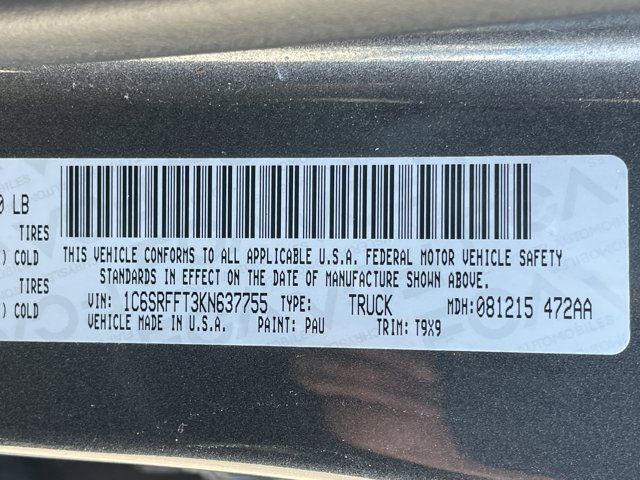 0 LB
TIRES
) COLD
TIRES
) COLD
THIS VEHICLE CONFORMS TO ALL APPLICABLE U.S.A. FEDERAL MOTOR VEHICLE SAFETY
STANDARDS IN EFFECT ON THE DATE OF MANUFACTURE SHOWN ABOVE.
VIN: 1C6SRFFT3KN637755 TYPE: TRUCK MDH: 081215 472AA
VEHICLE MADE IN U.S.A. PAINT: PAU TRIM: T9X9